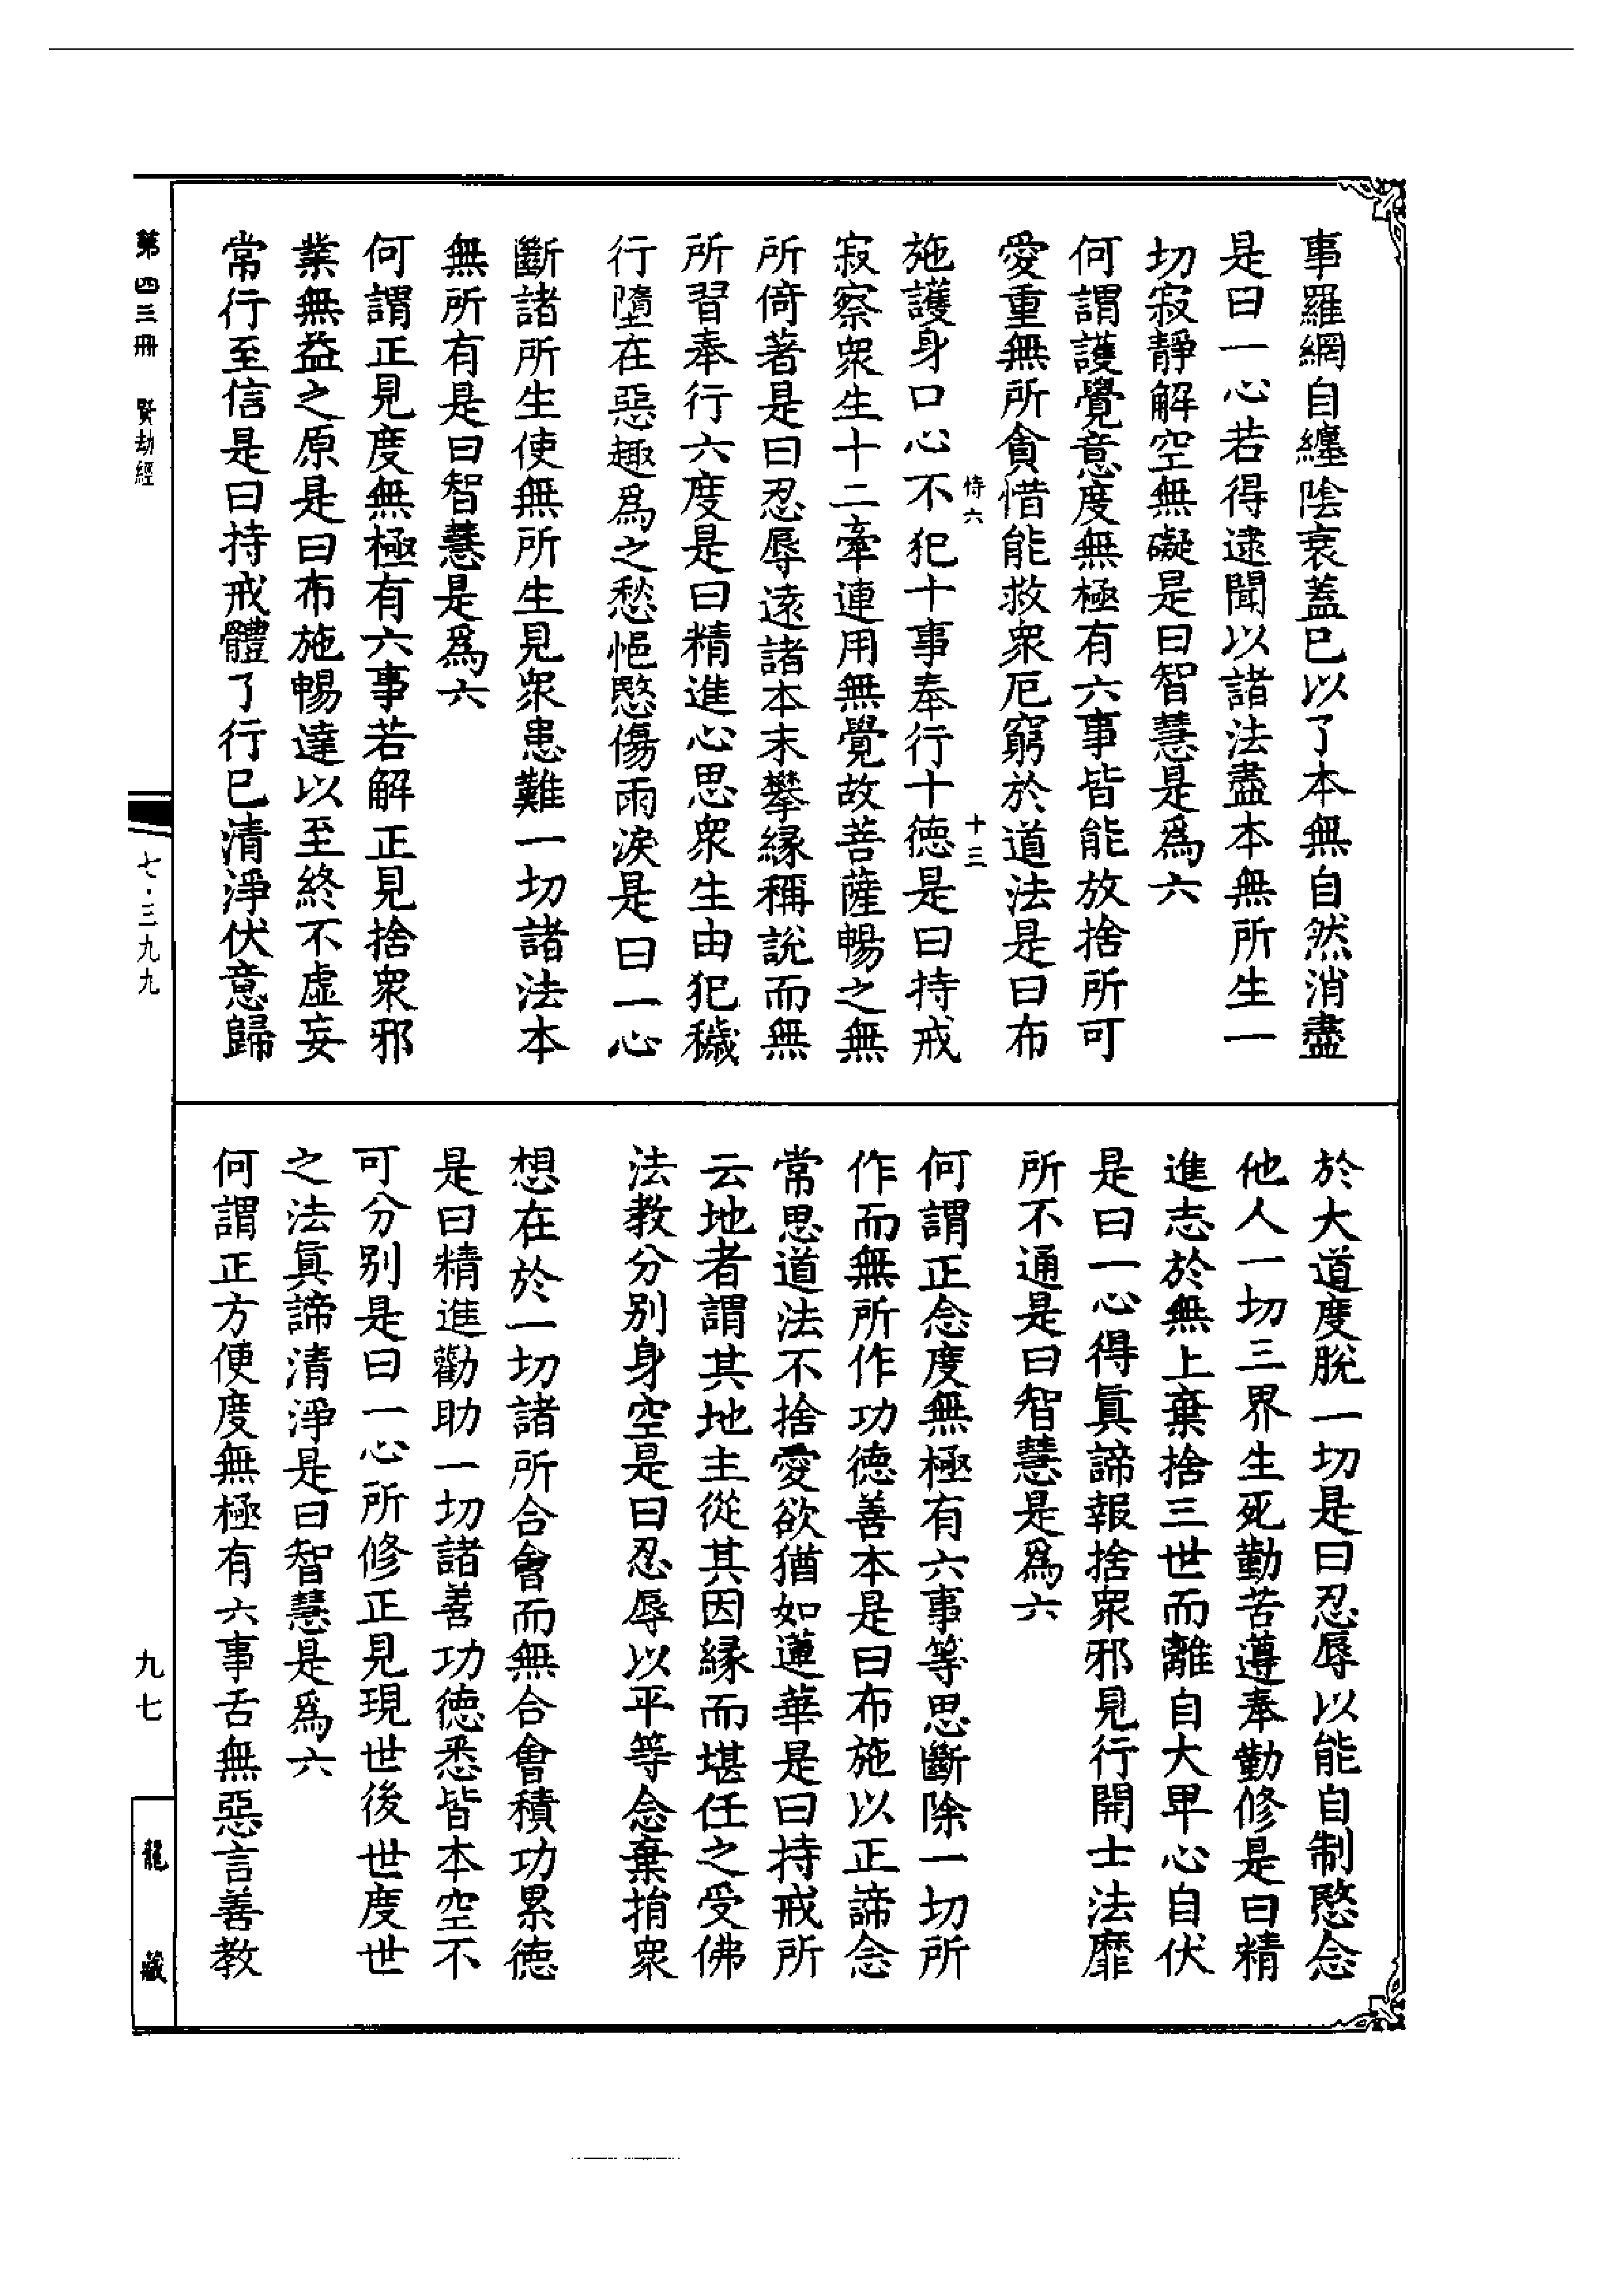 事羅網自纏陰衰蓋已以了本無自然消盡
是曰一心若得逮聞以諸法盡本無所生一
切寂靜解空無礙是曰智慧是爲六
何謂護覺意度無極有六事皆能放捨所可
愛重無所貪惜能救衆厄窮於道法是曰布
恃六
十三
施護身口心不犯十事奉行十德是曰持戒
寂察衆生十二牽連用無覺故菩薩暢之無
所倚著是曰忍辱遠諸本末攀緣稱說而無
所習奉行六度是曰精進心思衆生由犯穢
行墮在惡趣爲之愁悒愍傷雨淚是曰一心
斷諸所生使無所生見衆患難一切諸法本
無所有是曰智慧是爲六
何謂正見度無極有六事若解正見捨衆邪
業無益之原是曰布施暢達以至終不虛妄
常行至信是曰持戒體了行已清淨伏意歸
於大道度脫一切是曰忍辱以能自制愍念
他人一切三界生死勤苦遵奉勤修是曰精
進志於無上棄捨三世而離自大卑心自伏
是曰一心得眞諦報捨衆邪見行開士法靡
所不通是曰智慧是爲六
何謂正念度無極有六事等思斷除一切所
作而無所作作功德善本是曰布施以正諦念
常思道法不捨愛欲猶如蓮華是曰持戒所
云地者謂其地主從其因緣而堪任之受佛
法教分別身空是曰忍辱以平等念棄捐衆
想在於一切諸所合會而無合會積功累德
是曰精進勸助一切諸善功德悉皆本空不
可分別是曰一心所修正見現世後世度世
之法眞諦清淨是曰智慧是爲六
何謂正方便度無極有六事舌無惡言善教
第四三冊 賢劫經
七·三九九
九七
龍藏